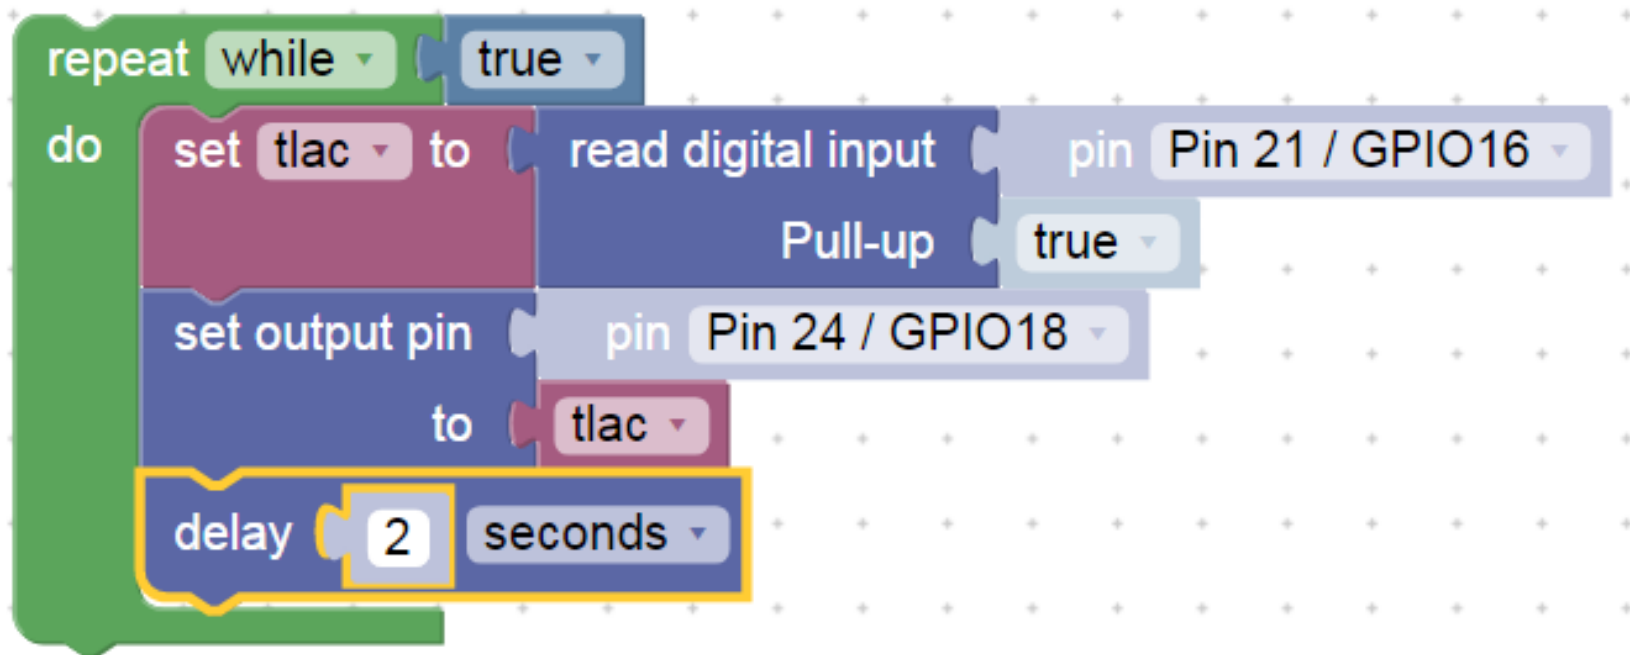 repeat while true
do set tlac to read digital input pin Pin 21 / GPIO16
Pull-up true
set output pin pin Pin 24 / GPIO18
to tlac
delay 2 seconds